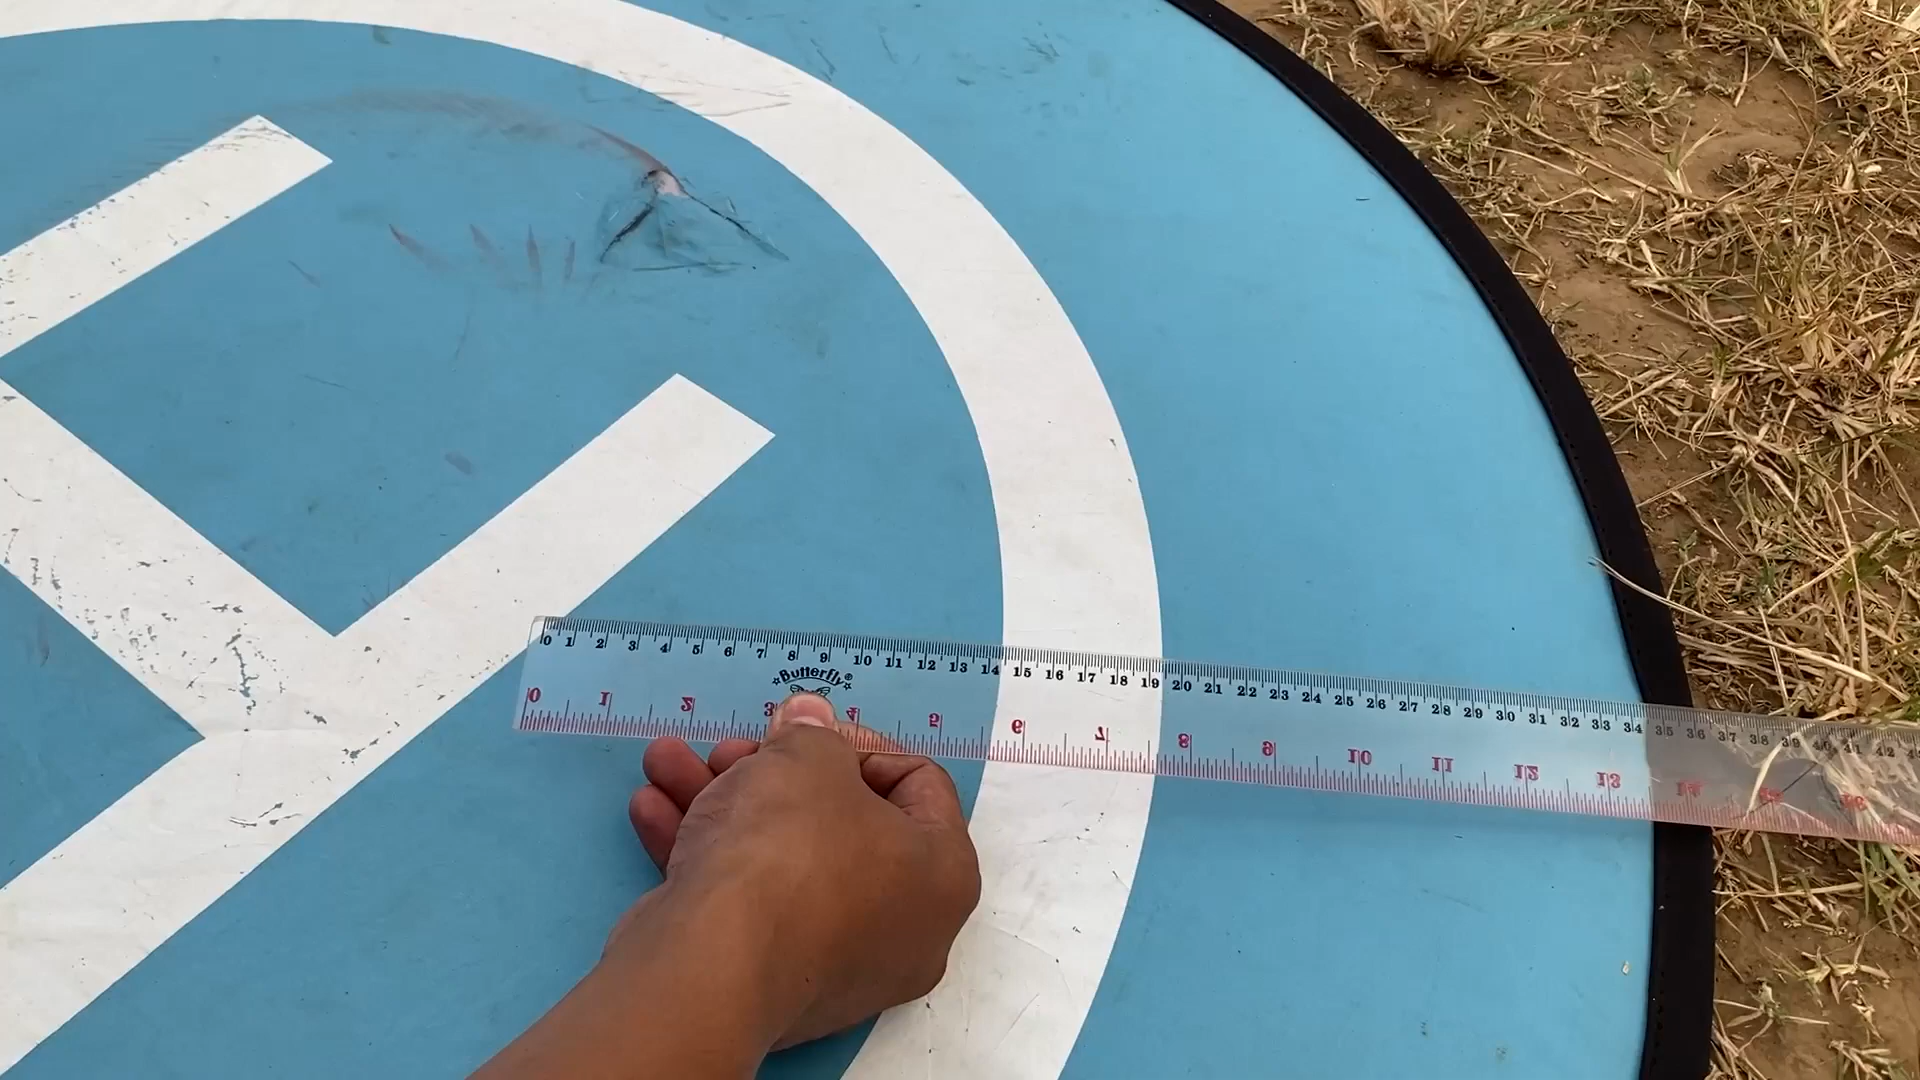 0 1 2 3 4 5 6 7 8 9 10 11 12 13 14 15 16 17 18 19 20 21 22 23 24 25 26 27 28 29 30 31 32 33 34 35 36 37 38 39 40 41 42
Butterfly®
0 1 2 3 4 5 6 7 8 9 10 11 12 13 14 15 16